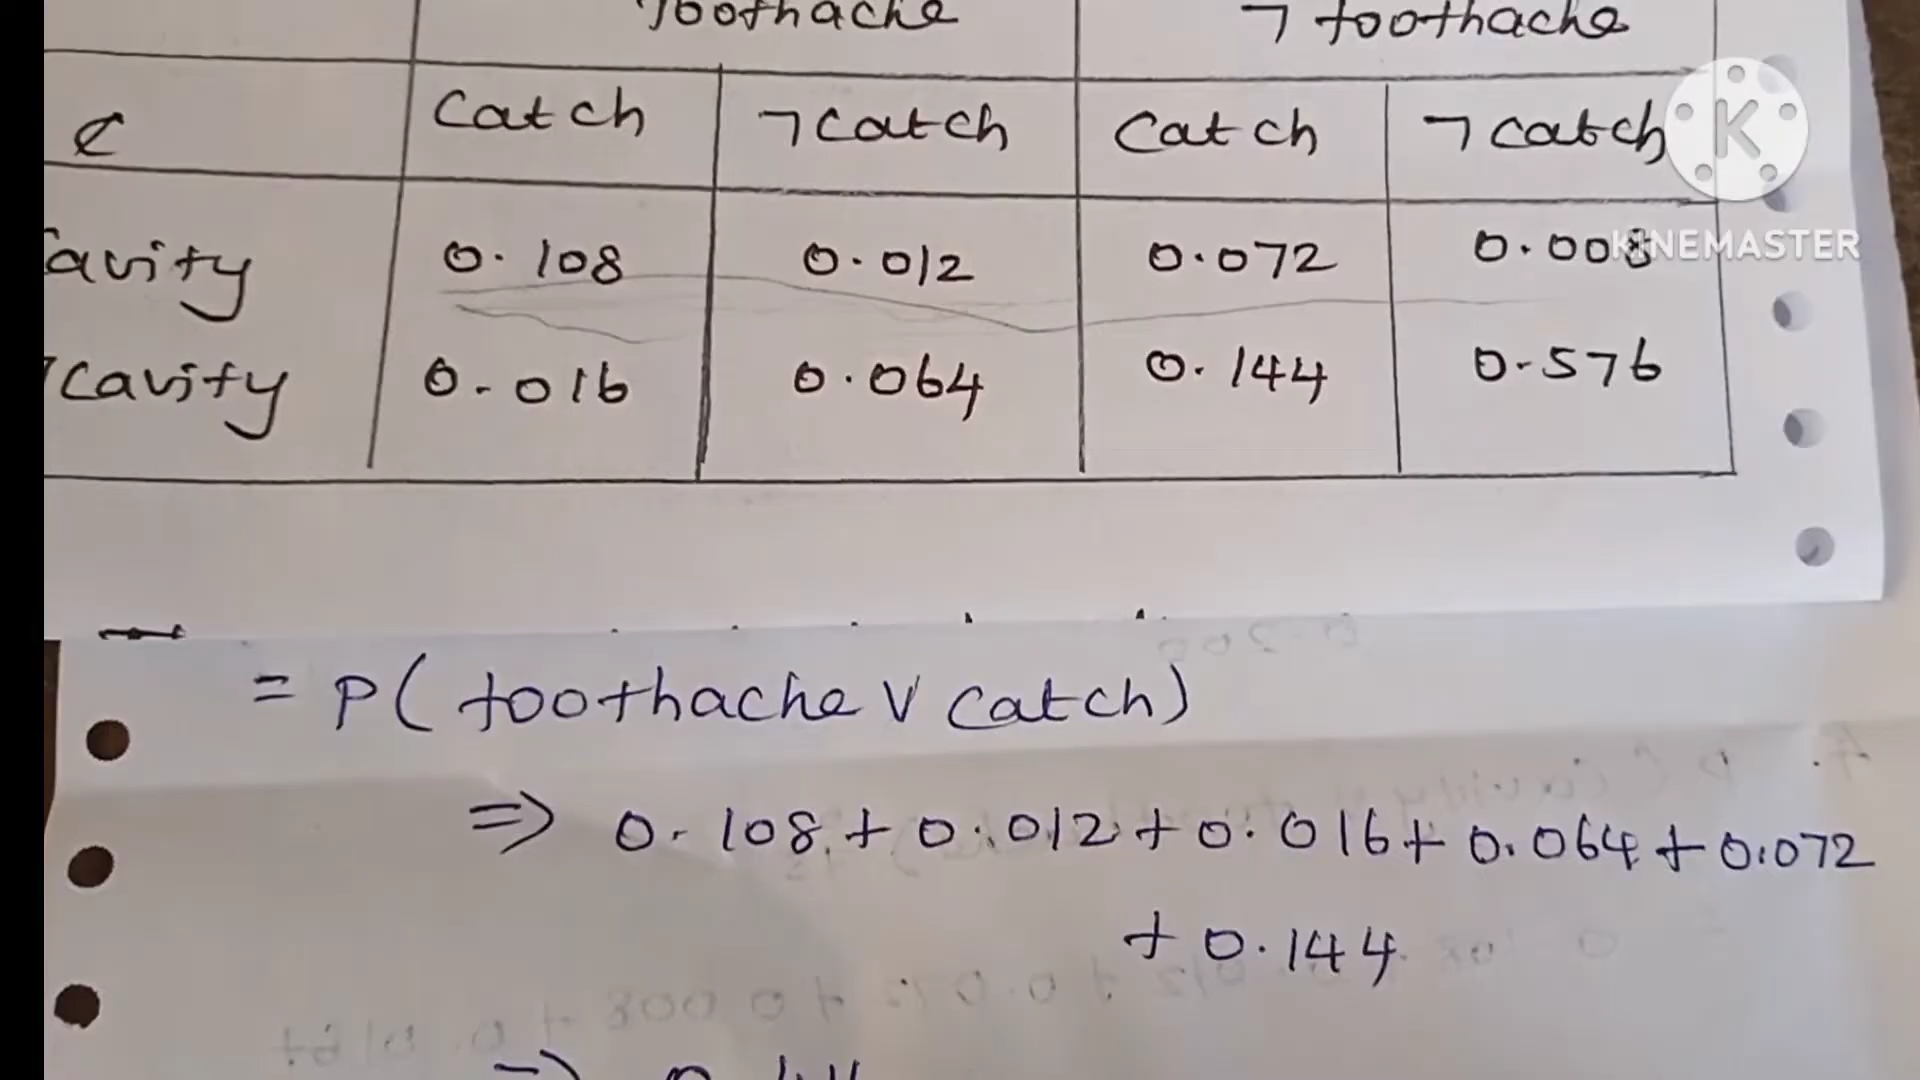 Toothache ¬ toothache
¢ Catch ¬catch Catch ¬catch
avity 0.108 0.012 0.072 0.008
¬cavity 0.016 0.064 0.144 0.576
K
KINEMASTER
= P( toothache ∨ catch)
=> 0.108 + 0.012 + 0.016 + 0.064 + 0.072
+ 0.144